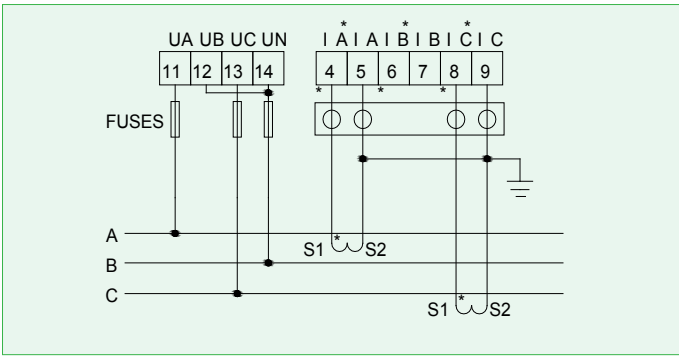 * *
UA UB UC UN I A I A I B I B I C I C
11 12 13 14 4 5 6 7 8 9
* * *
FUSES
A
* S1 S2
B
C
* S1 S2